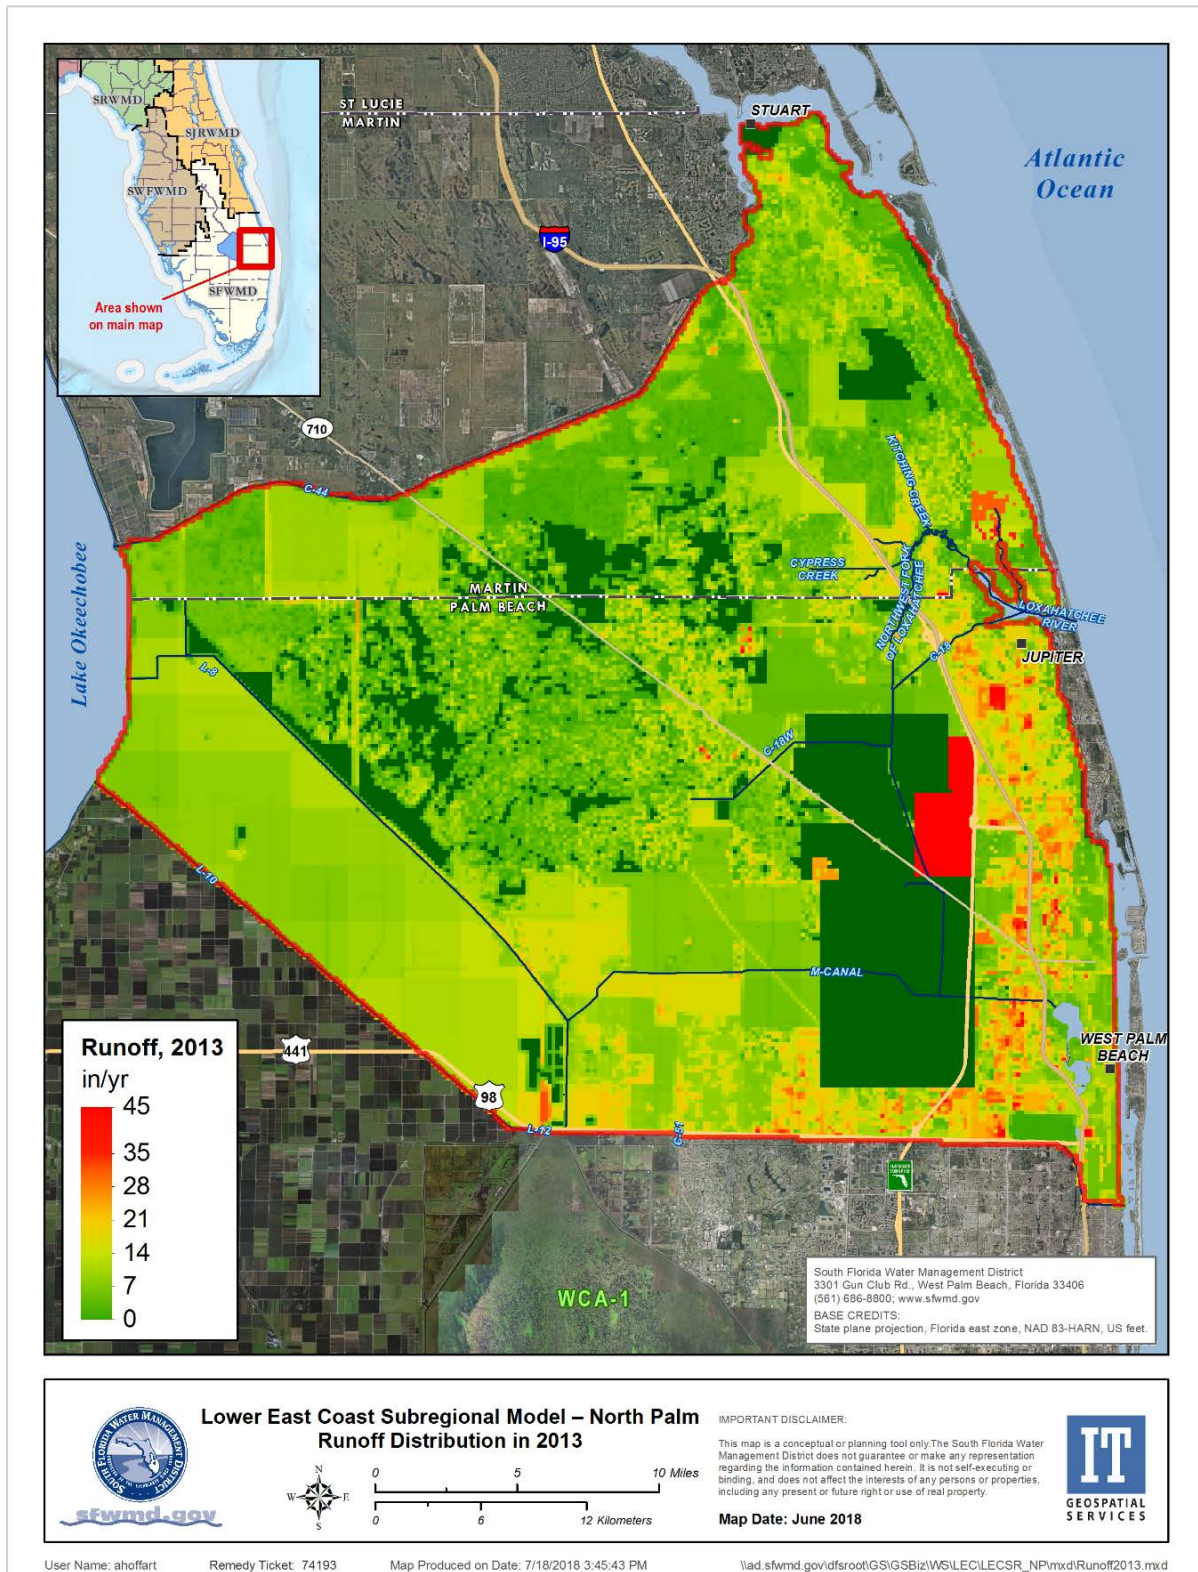 SRWMD
SJRWMD
SWFWMD
SFWMD
Area shown
on main map
ST LUCIE
MARTIN
STUART
Atlantic
Ocean
I-95
710
C-44
KITCHING CREEK
CYPRESS
CREEK
NORTHWEST FORK
OF LOXAHATCHEE
MARTIN
PALM BEACH
LOXAHATCHEE
RIVER
JUPITER
C-18
Lake Okeechobee
L-8
C-18W
L-10
M-CANAL
WEST PALM
BEACH
441
98
L-12
C-51
WCA-1
Runoff, 2013
in/yr
45
35
28
21
14
7
0
South Florida Water Management District
3301 Gun Club Rd., West Palm Beach, Florida 33406
(561) 686-8800; www.sfwmd.gov
BASE CREDITS:
State plane projection, Florida east zone, NAD 83-HARN, US feet.
SOUTH FLORIDA WATER MANAGEMENT DISTRICT
sfwmd.gov
Lower East Coast Subregional Model – North Palm
Runoff Distribution in 2013
N
W E
S
0 5 10 Miles
0 6 12 Kilometers
IMPORTANT DISCLAIMER:
This map is a conceptual or planning tool only.The South Florida Water
Management District does not guarantee or make any representation
regarding the information contained herein. It is not self-executing or
binding, and does not affect the interests of any persons or properties,
including any present or future right or use of real property.
Map Date: June 2018
IT
GEOSPATIAL
SERVICES
User Name: ahoffart Remedy Ticket: 74193 Map Produced on Date: 7/18/2018 3:45:43 PM \\ad.sfwmd.gov\dfsroot\GS\GSBiz\WS\LEC\LECSR_NP\mxd\Runoff2013.mxd